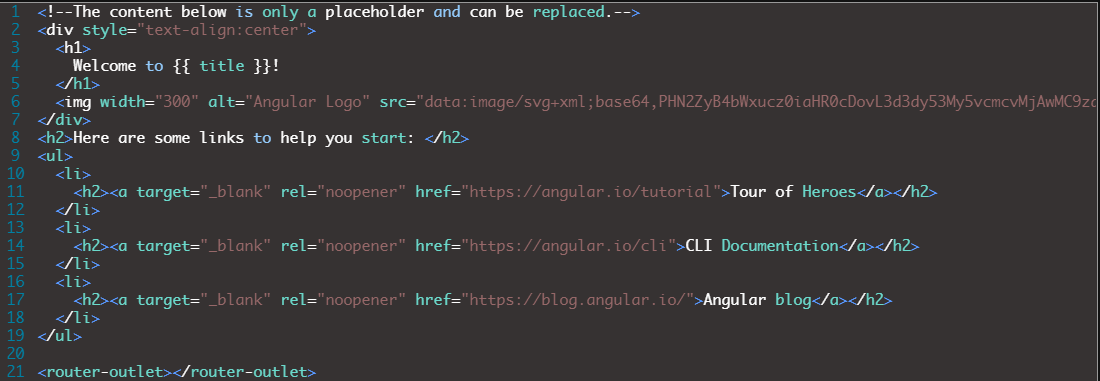 1 <!--The content below is only a placeholder and can be replaced.-->
2 <div style="text-align:center">
3   <h1>
4     Welcome to {{ title }}!
5   </h1>
6   <img width="300" alt="Angular Logo" src="data:image/svg+xml;base64,PHN2ZyB4bWxucz0iaHR0cDovL3d3dy53My5vcmcvMjAwMC9zd
7 </div>
8 <h2>Here are some links to help you start: </h2>
9 <ul>
10   <li>
11     <h2><a target="_blank" rel="noopener" href="https://angular.io/tutorial">Tour of Heroes</a></h2>
12   </li>
13   <li>
14     <h2><a target="_blank" rel="noopener" href="https://angular.io/cli">CLI Documentation</a></h2>
15   </li>
16   <li>
17     <h2><a target="_blank" rel="noopener" href="https://blog.angular.io/">Angular blog</a></h2>
18   </li>
19 </ul>
20
21 <router-outlet></router-outlet>